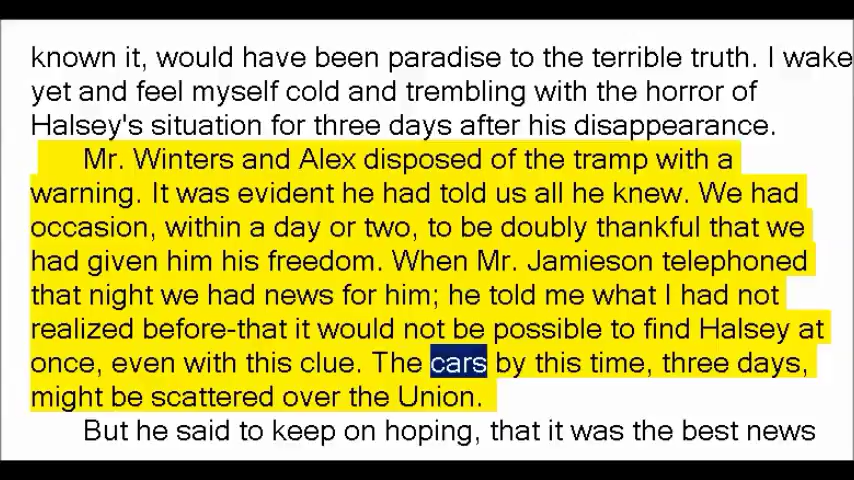 known it, would have been paradise to the terrible truth. I wake
yet and feel myself cold and trembling with the horror of
Halsey's situation for three days after his disappearance.
Mr. Winters and Alex disposed of the tramp with a
warning. It was evident he had told us all he knew. We had
occasion, within a day or two, to be doubly thankful that we
had given him his freedom. When Mr. Jamieson telephoned
that night we had news for him; he told me what I had not
realized before-that it would not be possible to find Halsey at
once, even with this clue. The cars by this time, three days,
might be scattered over the Union.
But he said to keep on hoping, that it was the best news